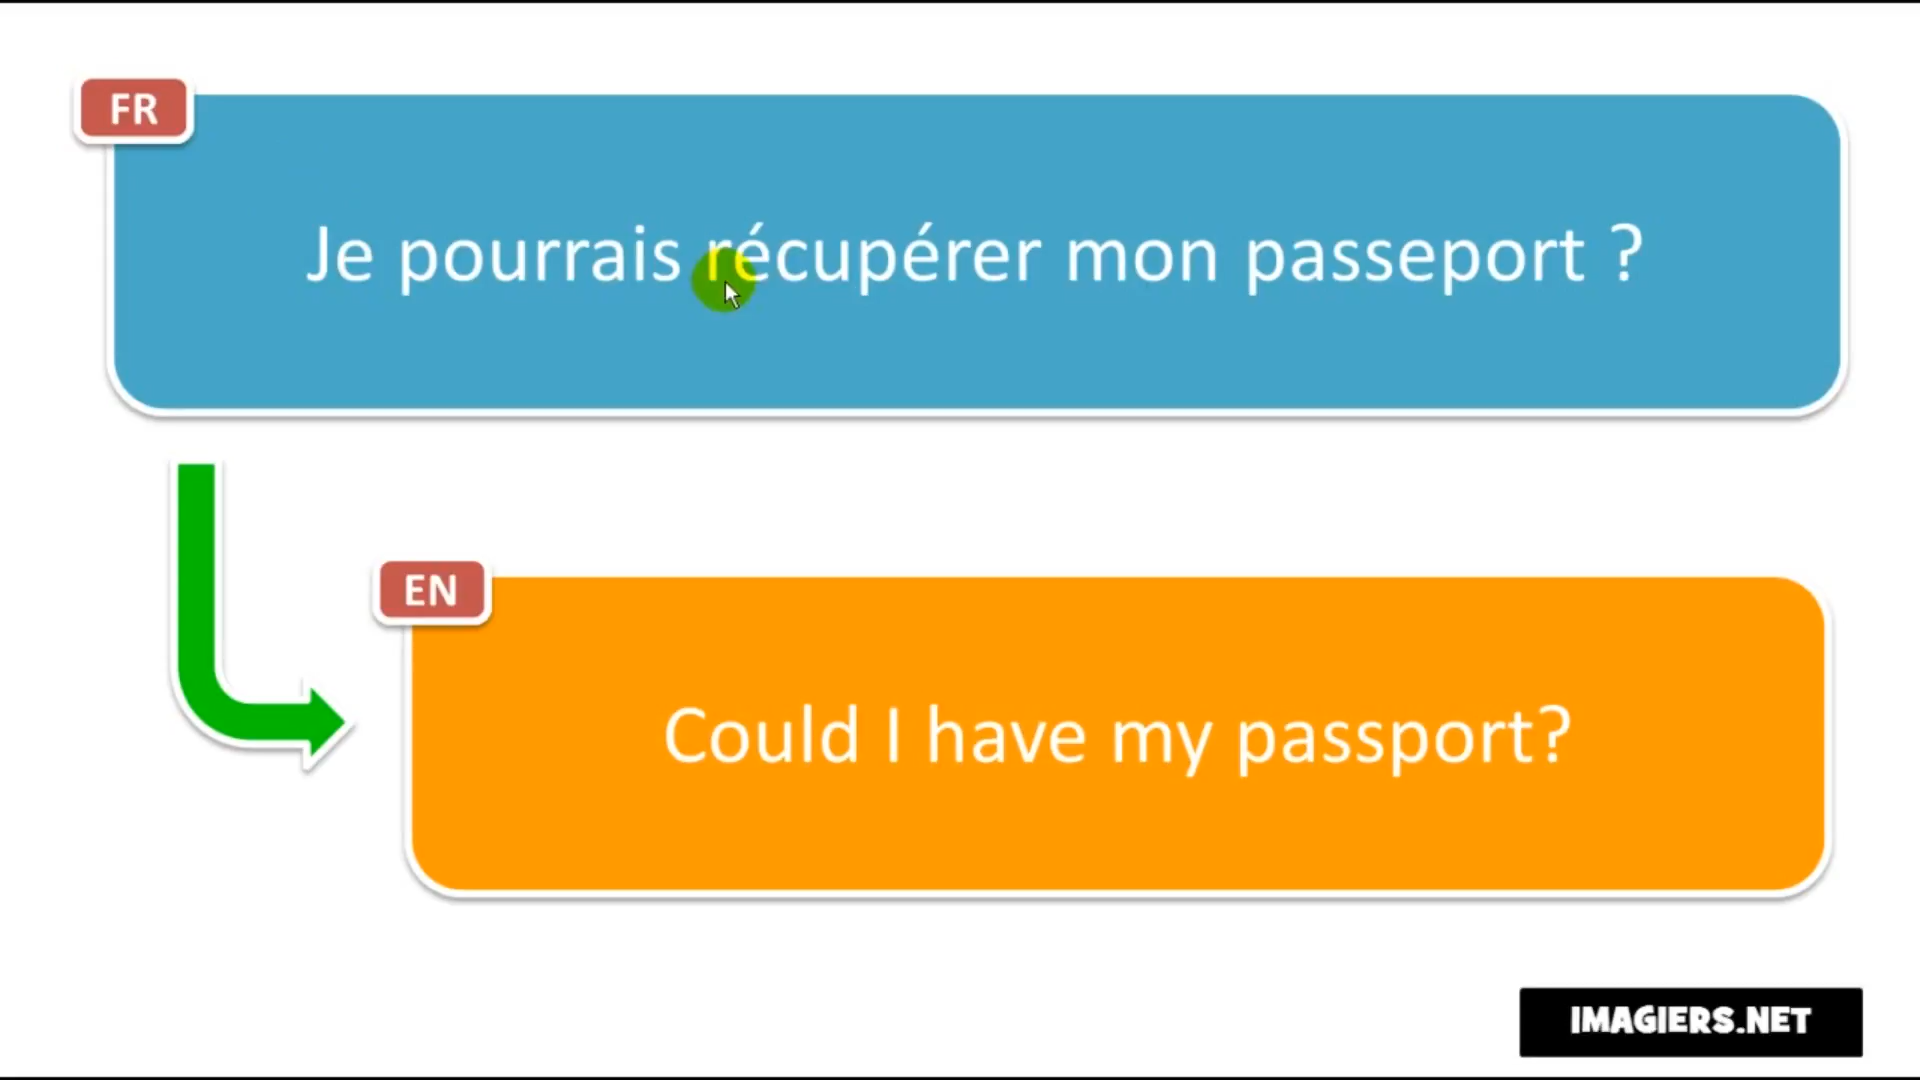 FR
Je pourrais récupérer mon passeport ?
EN
Could I have my passport?
IMAGIERS.NET